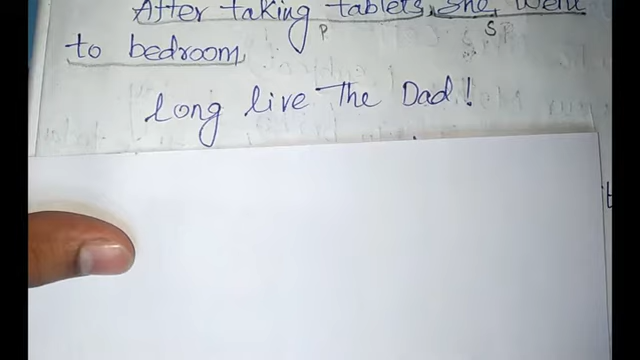 After taking tablets, she, went
P S
to bedroom
long live The Dad!